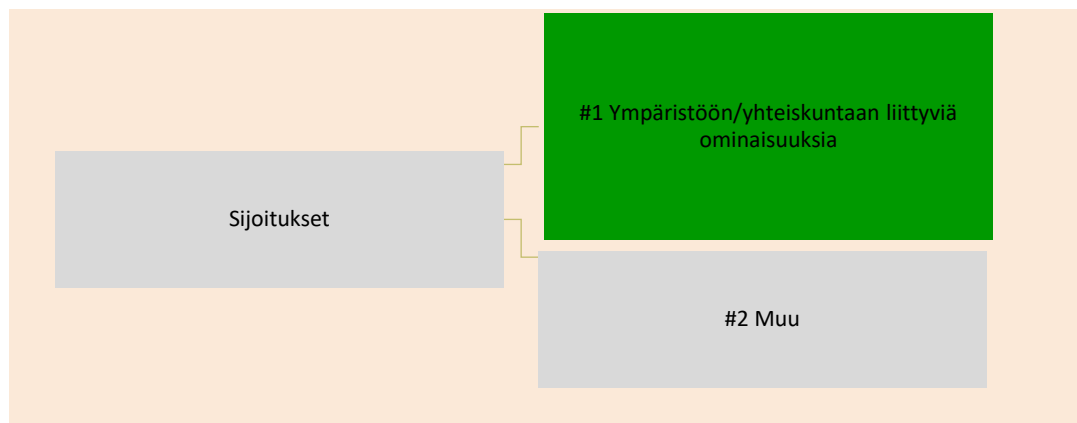 #1 Ympäristöön/yhteiskuntaan liittyviä
ominaisuuksia
Sijoitukset
#2 Muu